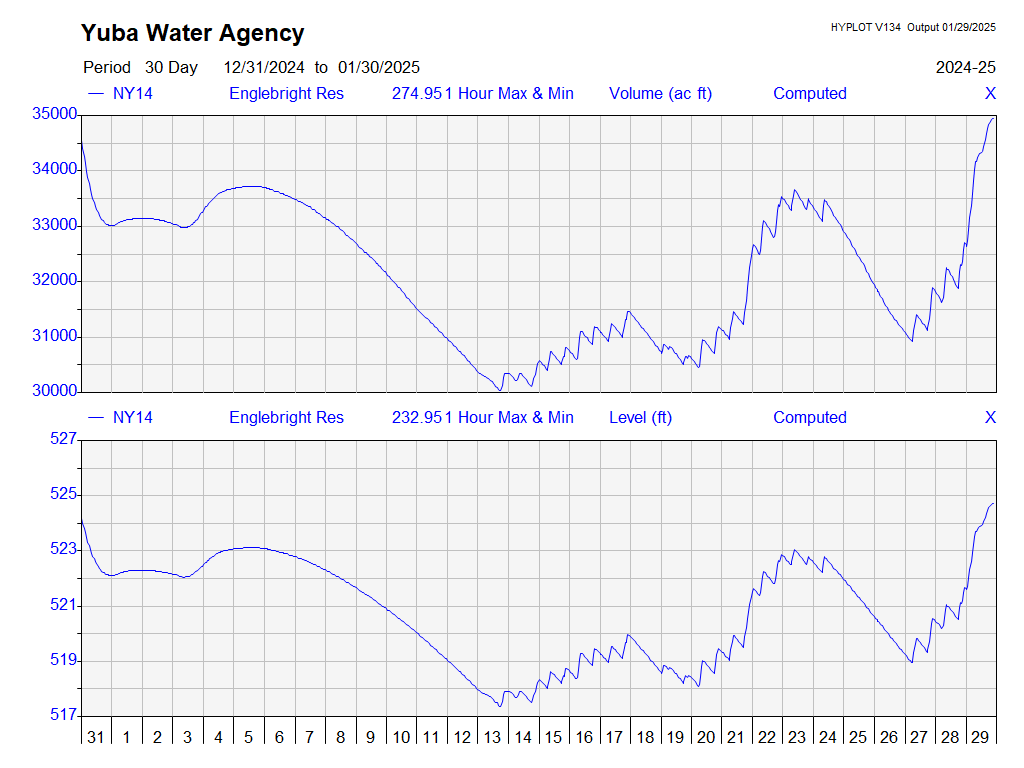 Yuba Water Agency
HYPLOT V134 Output 01/29/2025
Period 30 Day 12/31/2024 to 01/30/2025
2024-25
NY14 Englebright Res 274.951 Hour Max & Min Volume (ac ft) Computed X
35000
34000
33000
32000
31000
30000
NY14 Englebright Res 232.951 Hour Max & Min Level (ft) Computed X
527
525
523
521
519
517
31 1 2 3 4 5 6 7 8 9 10 11 12 13 14 15 16 17 18 19 20 21 22 23 24 25 26 27 28 29